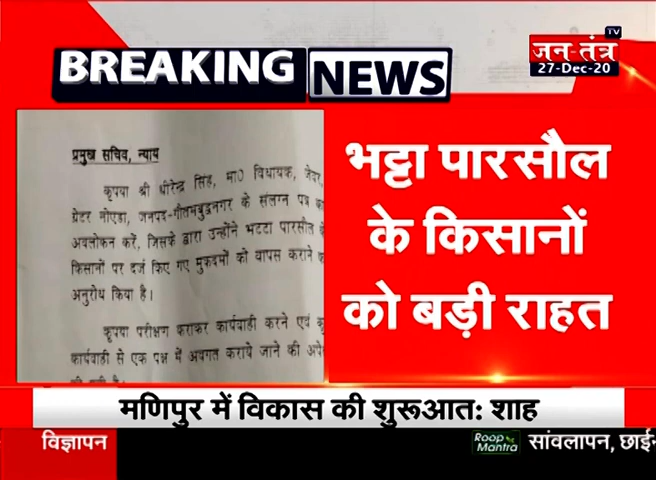 BREAKING NEWS
जन तंत्र TV
27-Dec-20
प्रमुख सचिव, न्याय
कृपया श्री धीरेन्द्र सिंह, मा० विधायक, जेवर,
ग्रेटर नोएडा, जनपद-गौतमबुद्धनगर के संलग्न पत्र का
अवलोकन करें, जिसके द्वारा उन्होंने भटटा पारसौल
किसानों पर दर्ज किए गए मुकदमों को वापस कराने
अनुरोध किया है।
कृपया परीक्षण कराकर कार्यवाही करने एवं
कार्यवाही से एक पक्ष में अवगत कराये जाने की
भट्टा पारसौल
के किसानों
को बड़ी राहत
मणिपुर में विकास की शुरूआत: शाह
विज्ञापन
Roop Mantra
सांवलापन, छाई